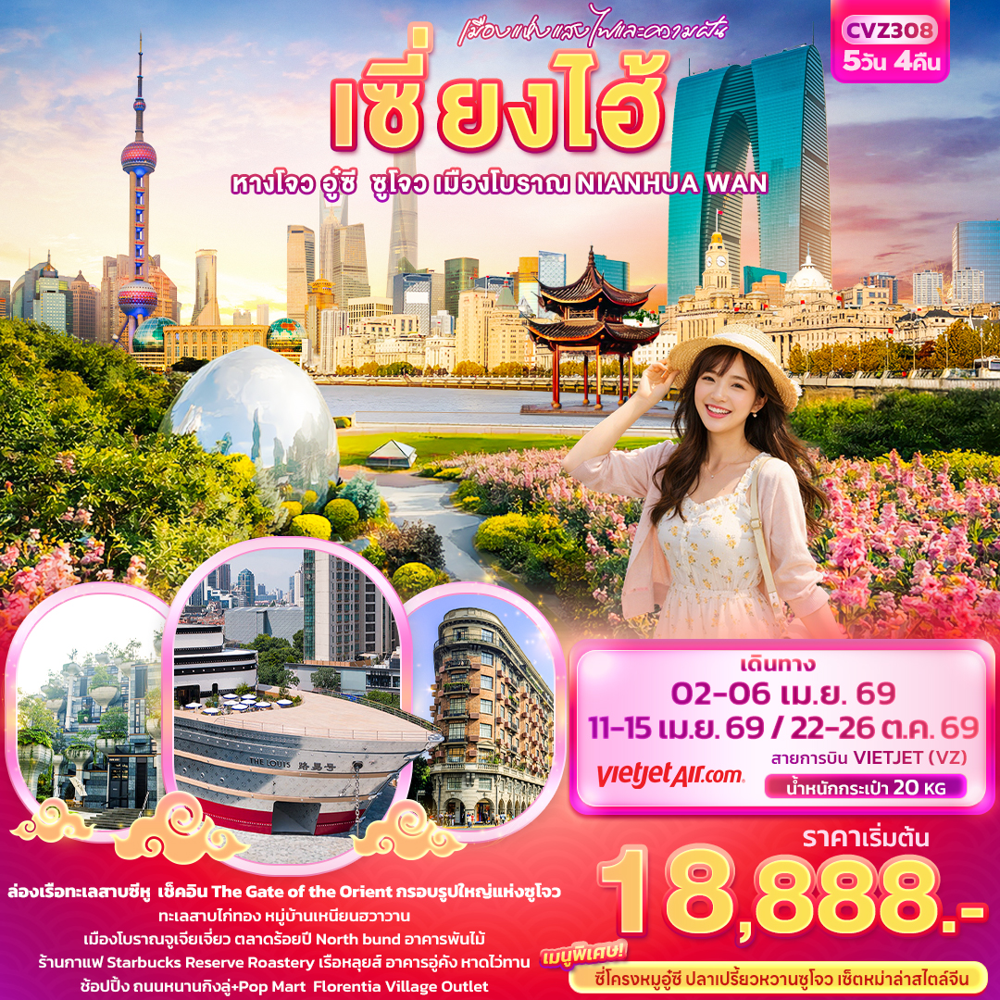 เมืองแห่งแสงไฟและความฝัน
CVZ308
5วัน 4คืน
เซี่ยงไฮ้
หางโจว อู๋ซี ซูโจว เมืองโบราณ NIANHUA WAN
THE LOUIS 路易号
เดินทาง
02-06 เม.ย. 69
11-15 เม.ย. 69 / 22-26 ต.ค. 69
สายการบิน VIETJET (VZ)
vietjetAir.com
น้ำหนักกระเป๋า 20 KG
ราคาเริ่มต้น
18,888.-
ล่องเรือทะเลสาบซีหู เช็คอิน The Gate of the Orient กรอบรูปใหญ่แห่งซูโจว
ทะเลสาบไก่ทอง หมู่บ้านเหนียนฮวาวาน
เมืองโบราณจูเจียเจี่ยว ตลาดร้อยปี North bund อาคารพันไม้
ร้านกาแฟ Starbucks Reserve Roastery เรือหลุยส์ อาคารอู่คัง หาดไว่ทาน
ช้อปปิ้ง ถนนหนานกิงลู่+Pop Mart Florentia Village Outlet
เมนูพิเศษ!
ซี่โครงหมูอู๋ซี ปลาเปรี้ยวหวานซูโจว เซ็ตหม่าล่าสไตล์จีน